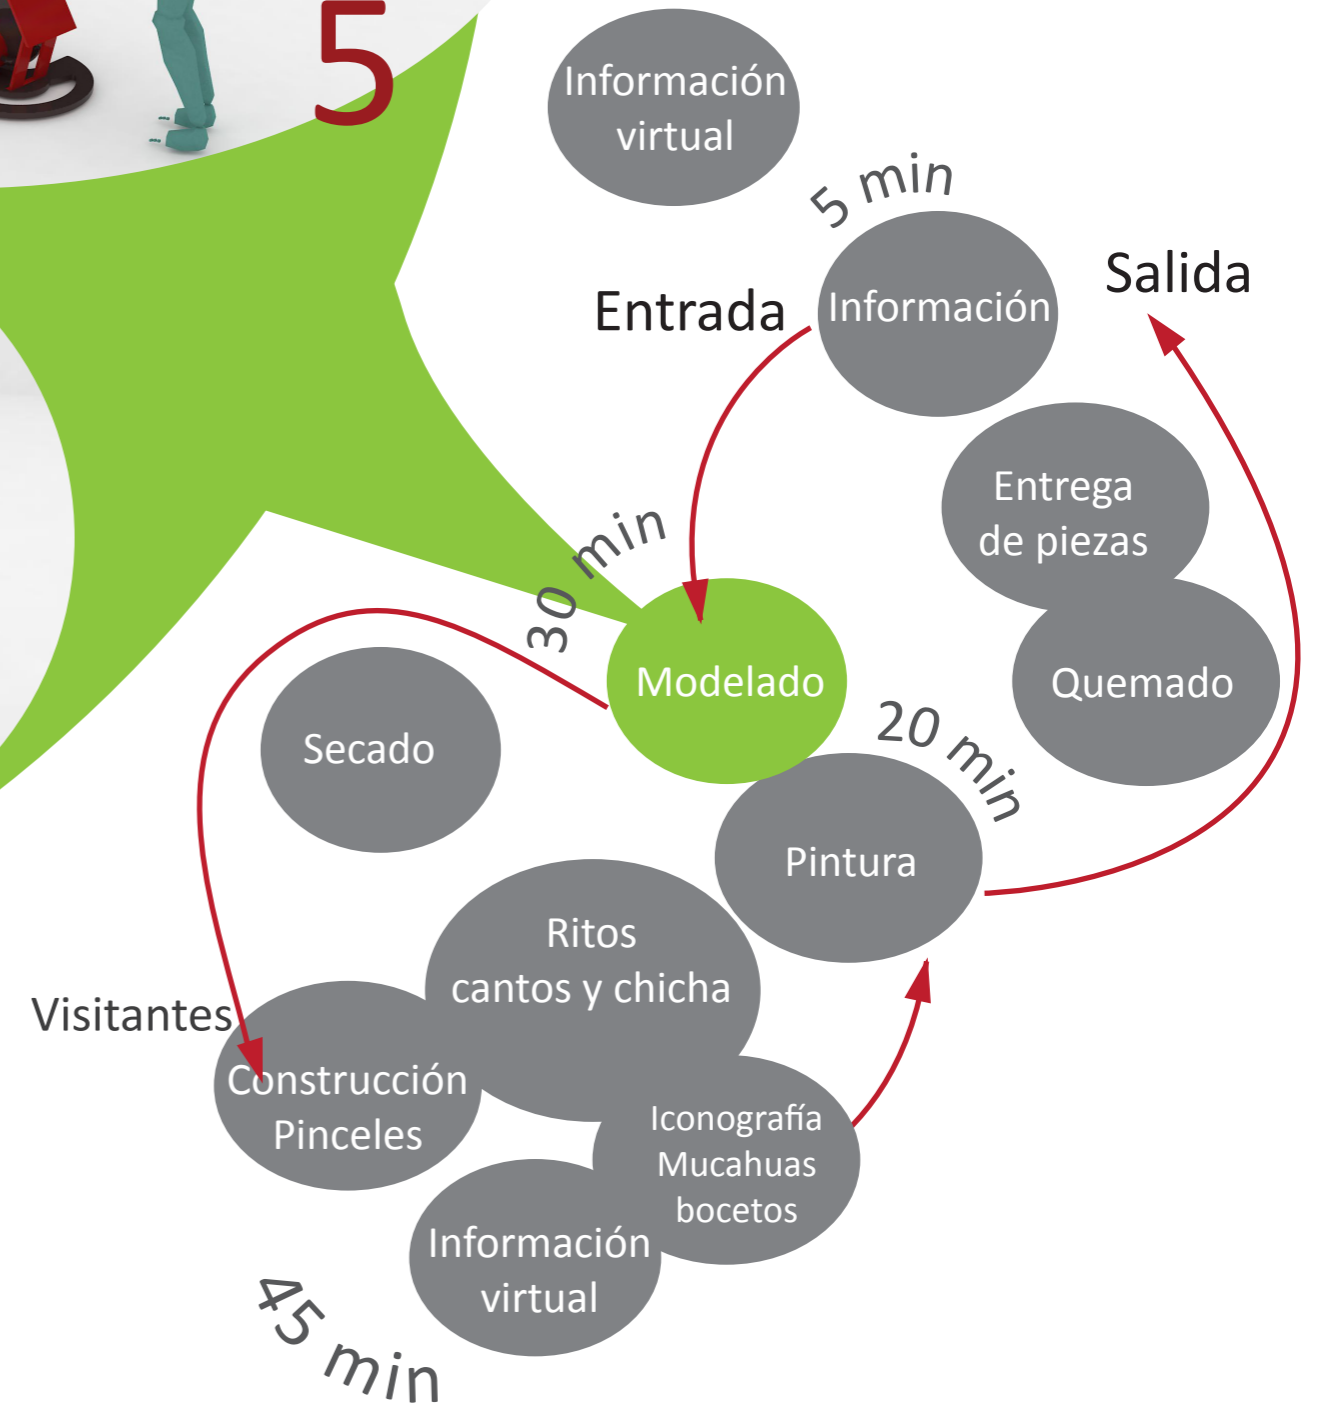 5
Información
virtual
5 min
Información
Entrada
Salida
Entrega
de piezas
30 min
Modelado
Quemado
20 min
Secado
Pintura
Ritos
cantos y chicha
Visitantes
Construcción
Pinceles
Iconografía
Mucahuas
bocetos
Información
virtual
45 min